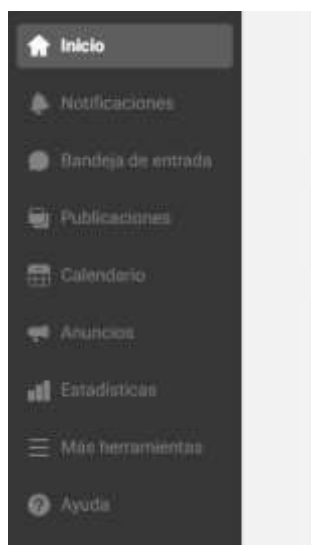 Inicio
Notificaciones
Bandeja de entrada
Publicaciones
Calendario
Anuncios
Estadísticas
Más herramientas
Ayuda